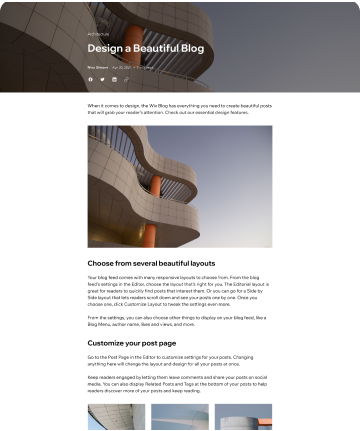 Architecture
Design a Beautiful Blog
When it comes to design, the Wix Blog has everything you need to create beautiful posts
that will grab your reader's attention. Check out our essential design features.
Choose from several beautiful layouts
Your blog feed comes with many responsive layouts to choose from. From the blog
feed's settings in the Editor, choose the layout that's right for you. The Editorial layout is
great for readers to quickly find posts that interest them. Or you can go for a Side by
Side layout that lets readers scroll down and see your posts one by one. Once you
choose one, click Customize Layout to tweak the settings even more.
From the settings, you can also choose other things to display on your blog feed, like a
Blog Menu, author name, likes and views, and more.
Customize your post page
Go to the Post Page in the Editor to customize settings for your posts. Changing
anything here will change the layout and design for all your posts at once.
Keep readers engaged by letting them leave comments and share your posts on social
media. You can also display Related Posts and Tags at the bottom of your posts to help
readers discover more of your posts and keep reading.